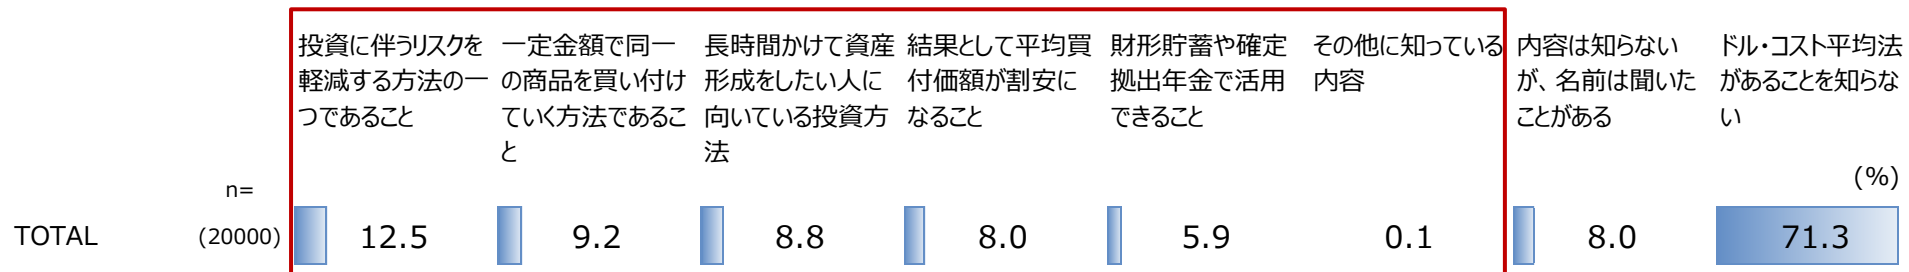 投資に伴うリスクを
軽減する方法の一
つであること
一定金額で同一
の商品を買い付け
ていく方法であるこ
と
長時間かけて資産
形成をしたい人に
向いている投資方
法
結果として平均買
付価額が割安に
なること
財形貯蓄や確定
拠出年金で活用
できること
その他に知っている
内容
内容は知らない
が、名前は聞いた
ことがある
ドル・コスト平均法
があることを知らな
い
(%)
n=
TOTAL (20000) 12.5 9.2 8.8 8.0 5.9 0.1 8.0 71.3